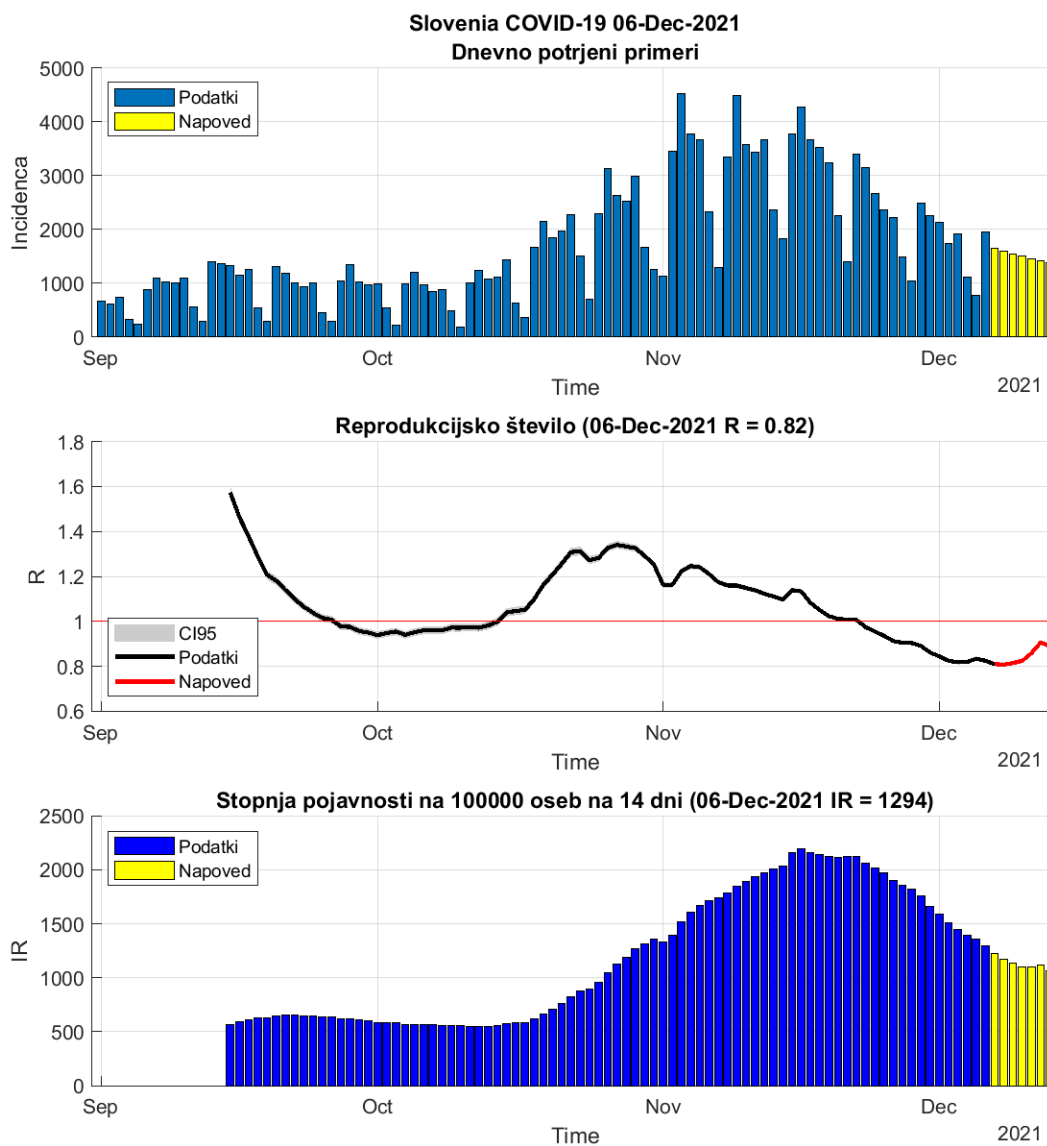 Slovenia COVID-19 06-Dec-2021
Dnevno potrjeni primeri
5000
4000
3000
2000
1000
0
Incidenca
Podatki
Napoved
Sep
Oct
Nov
Dec
Time
2021
Reprodukcijsko število (06-Dec-2021 R = 0.82)
1.8
1.6
1.4
1.2
1
0.8
0.6
R
CI95
Podatki
Napoved
Sep
Oct
Nov
Dec
Time
2021
Stopnja pojavnosti na 100000 oseb na 14 dni (06-Dec-2021 IR = 1294)
2500
2000
1500
1000
500
0
IR
Podatki
Napoved
Sep
Oct
Nov
Dec
Time
2021